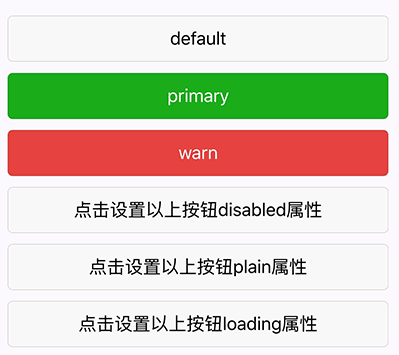 default
primary
warn
点击设置以上按钮disabled属性
点击设置以上按钮plain属性
点击设置以上按钮loading属性